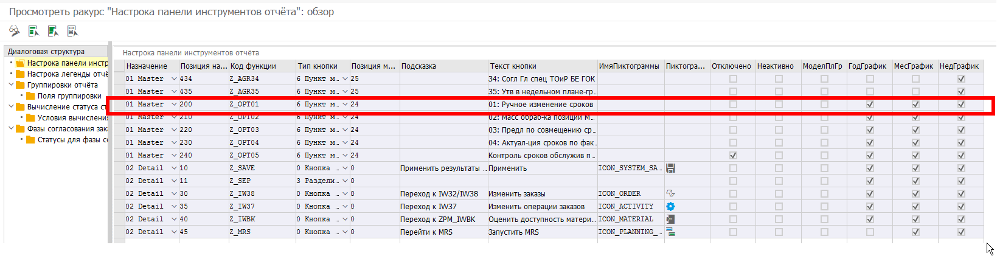 Просмотреть ракурс "Настрока панели инструментов отчёта": обзор
Диалоговая структура
Настрока панели инстр
Настрока легенды отчё
Группировки отчёта
Поля группировки
Вычисление статуса ст
Условия вычисления
Фазы согласования зак
Статусы для фазы со
Настрока панели инструментов отчёта
Назначение Позиция на... Код функции Тип кнопки Позиция м... Подсказка Текст кнопки ИмяПиктограммы Пиктогра... Отключено Неактивно МоделПлГр ГодГрафик МесГрафик НедГрафик
01 Master 434 Z_AGR34 6 Пункт м... 25 34: Согл Гл спец ТОиР БЕ ГОК
01 Master 435 Z_AGR35 6 Пункт м... 25 35: Утв в недельном плане-гр...
01 Master 200 Z_OPT01 6 Пункт м... 24 01: Ручное изменение сроков
01 Master 210 Z_OPT02 6 Пункт м... 24 02: Масс обраб-ка позиций М...
01 Master 220 Z_OPT03 6 Пункт м... 24 03: Предл по совмещению ср...
01 Master 230 Z_OPT04 6 Пункт м... 24 04: Актуал-ция сроков по фак...
01 Master 240 Z_OPT05 6 Пункт м... 24 Контроль сроков обслужив п...
02 Detail 10 Z_SAVE 0 Кнопка ... 0 Применить результаты ... Применить ICON_SYSTEM_SA...
02 Detail 11 Z_SEP 3 Раздели... 0
02 Detail 30 Z_IW38 0 Кнопка ... 0 Переход к IW32/IW38 Изменить заказы ICON_ORDER
02 Detail 35 Z_IW37 0 Кнопка ... 0 Переход к IW37 Изменить операции заказов ICON_ACTIVITY
02 Detail 40 Z_IWBK 0 Кнопка ... 0 Переход к ZPM_IWBK Оценить доступность матери... ICON_MATERIAL
02 Detail 45 Z_MRS 0 Кнопка ... 0 Перейти к MRS Запустить MRS ICON_PLANNING_...